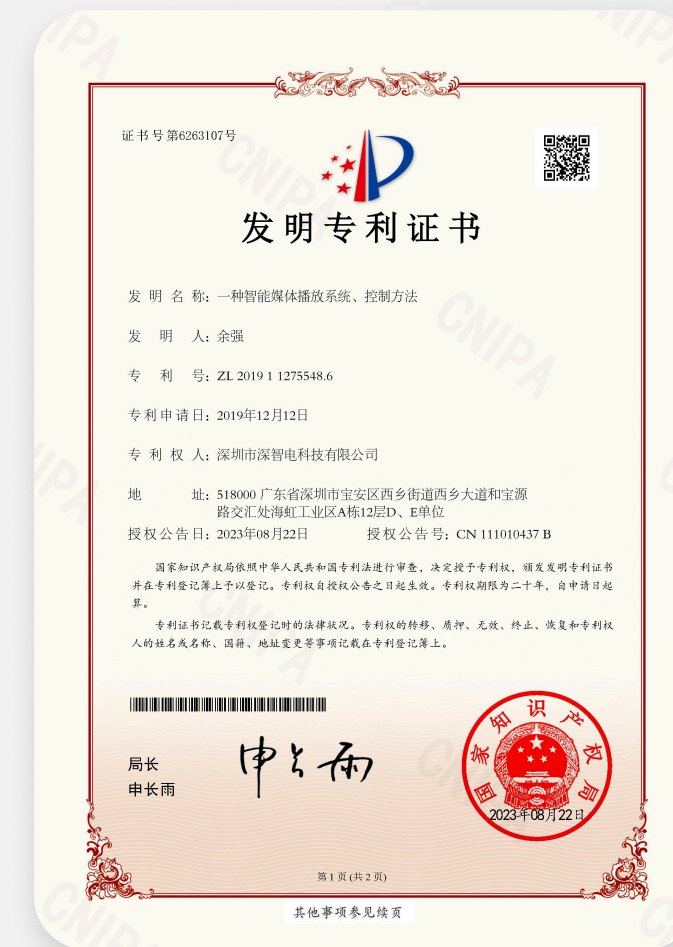 证书号第6263107号
发明专利证书
发明名称：一种智能媒体播放系统、控制方法
发明人：余强
专利号：ZL 2019 1 1275548.6
专利申请日：2019年12月12日
专利权人：深圳市深智电科技有限公司
地址：518000 广东省深圳市宝安区西乡街道西乡大道和宝源
路交汇处海虹工业区A栋12层D、E单位
授权公告日：2023年08月22日 授权公告号：CN 111010437 B
国家知识产权局依照中华人民共和国专利法进行审查，决定授予专利权，颁发发明专利证书
并在专利登记簿上予以登记。专利权自授权公告之日起生效。专利权期限为二十年，自申请日起
算。
专利证书记载专利权登记时的法律状况。专利权的转移、质押、无效、终止、恢复和专利权
人的姓名或名称、国籍、地址变更等事项记载在专利登记簿上。
局长
申长雨
申长雨
国家知识产权局
2023年08月22日
第 1 页 (共 2 页)
其他事项参见续页
CNIPA